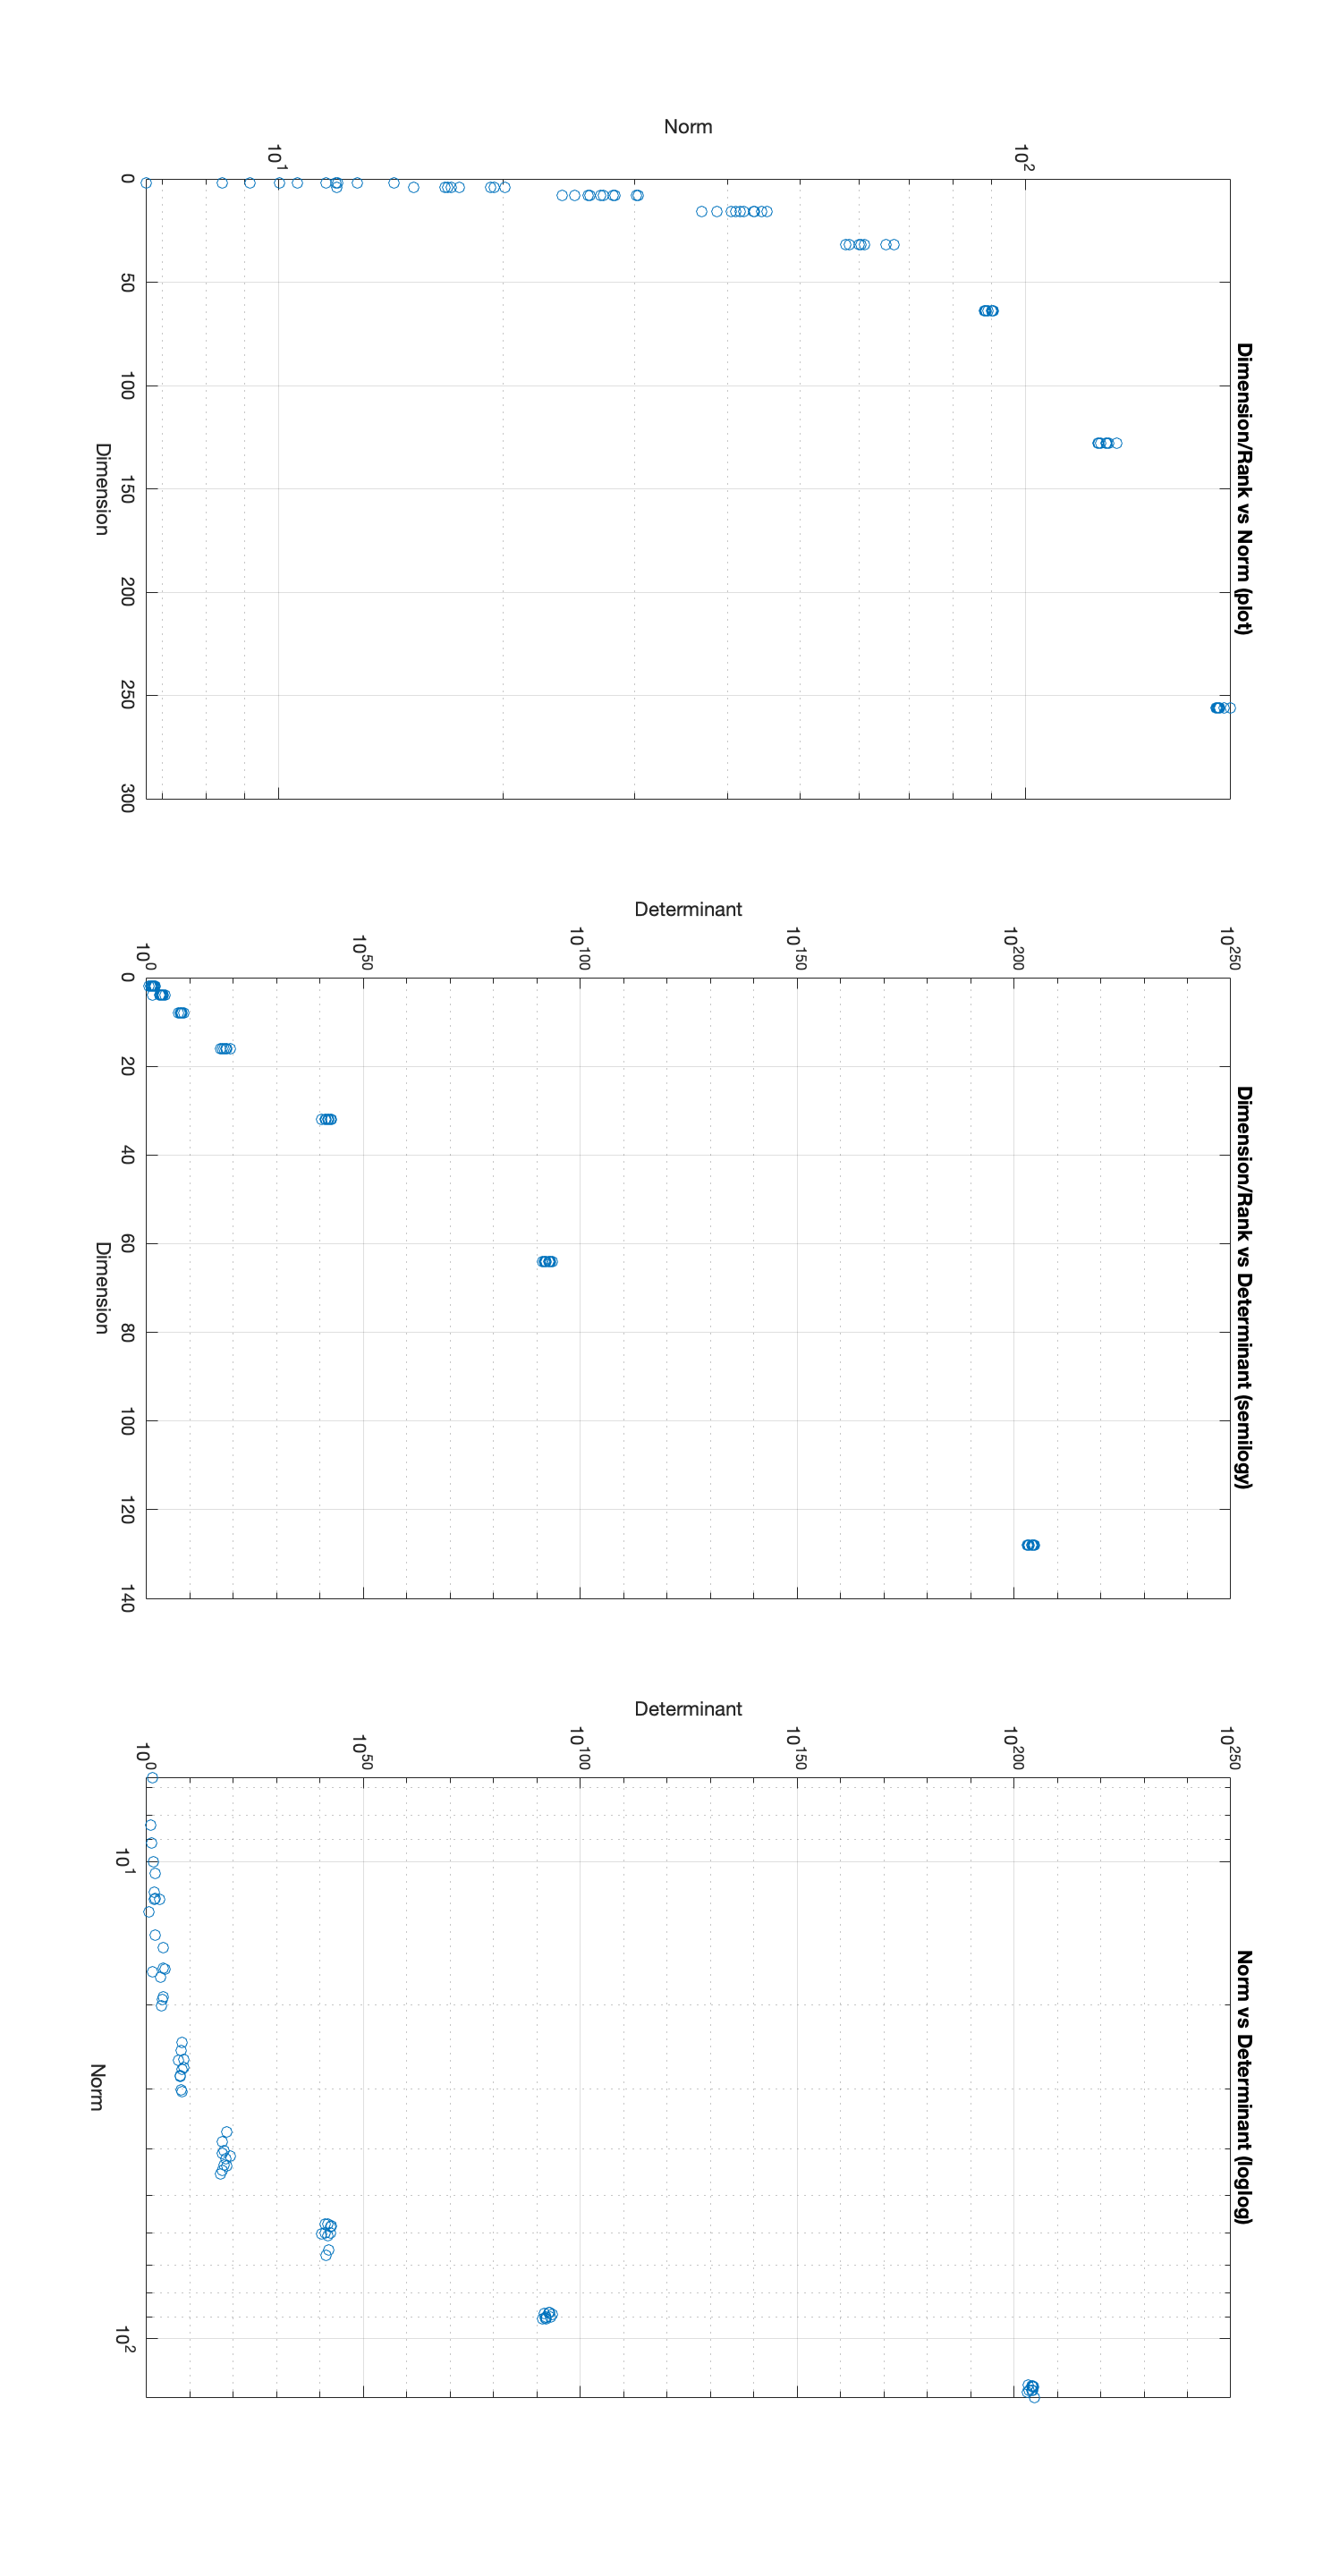 Dimension/Rank vs Norm (plot)
Norm
10^2
10^1
0 50 100 150 200 250 300
Dimension
Dimension/Rank vs Determinant (semilogy)
Determinant
10^250
10^200
10^150
10^100
10^50
10^0
0 20 40 60 80 100 120 140
Dimension
Norm vs Determinant (loglog)
Determinant
10^250
10^200
10^150
10^100
10^50
10^0
10^1 10^2
Norm